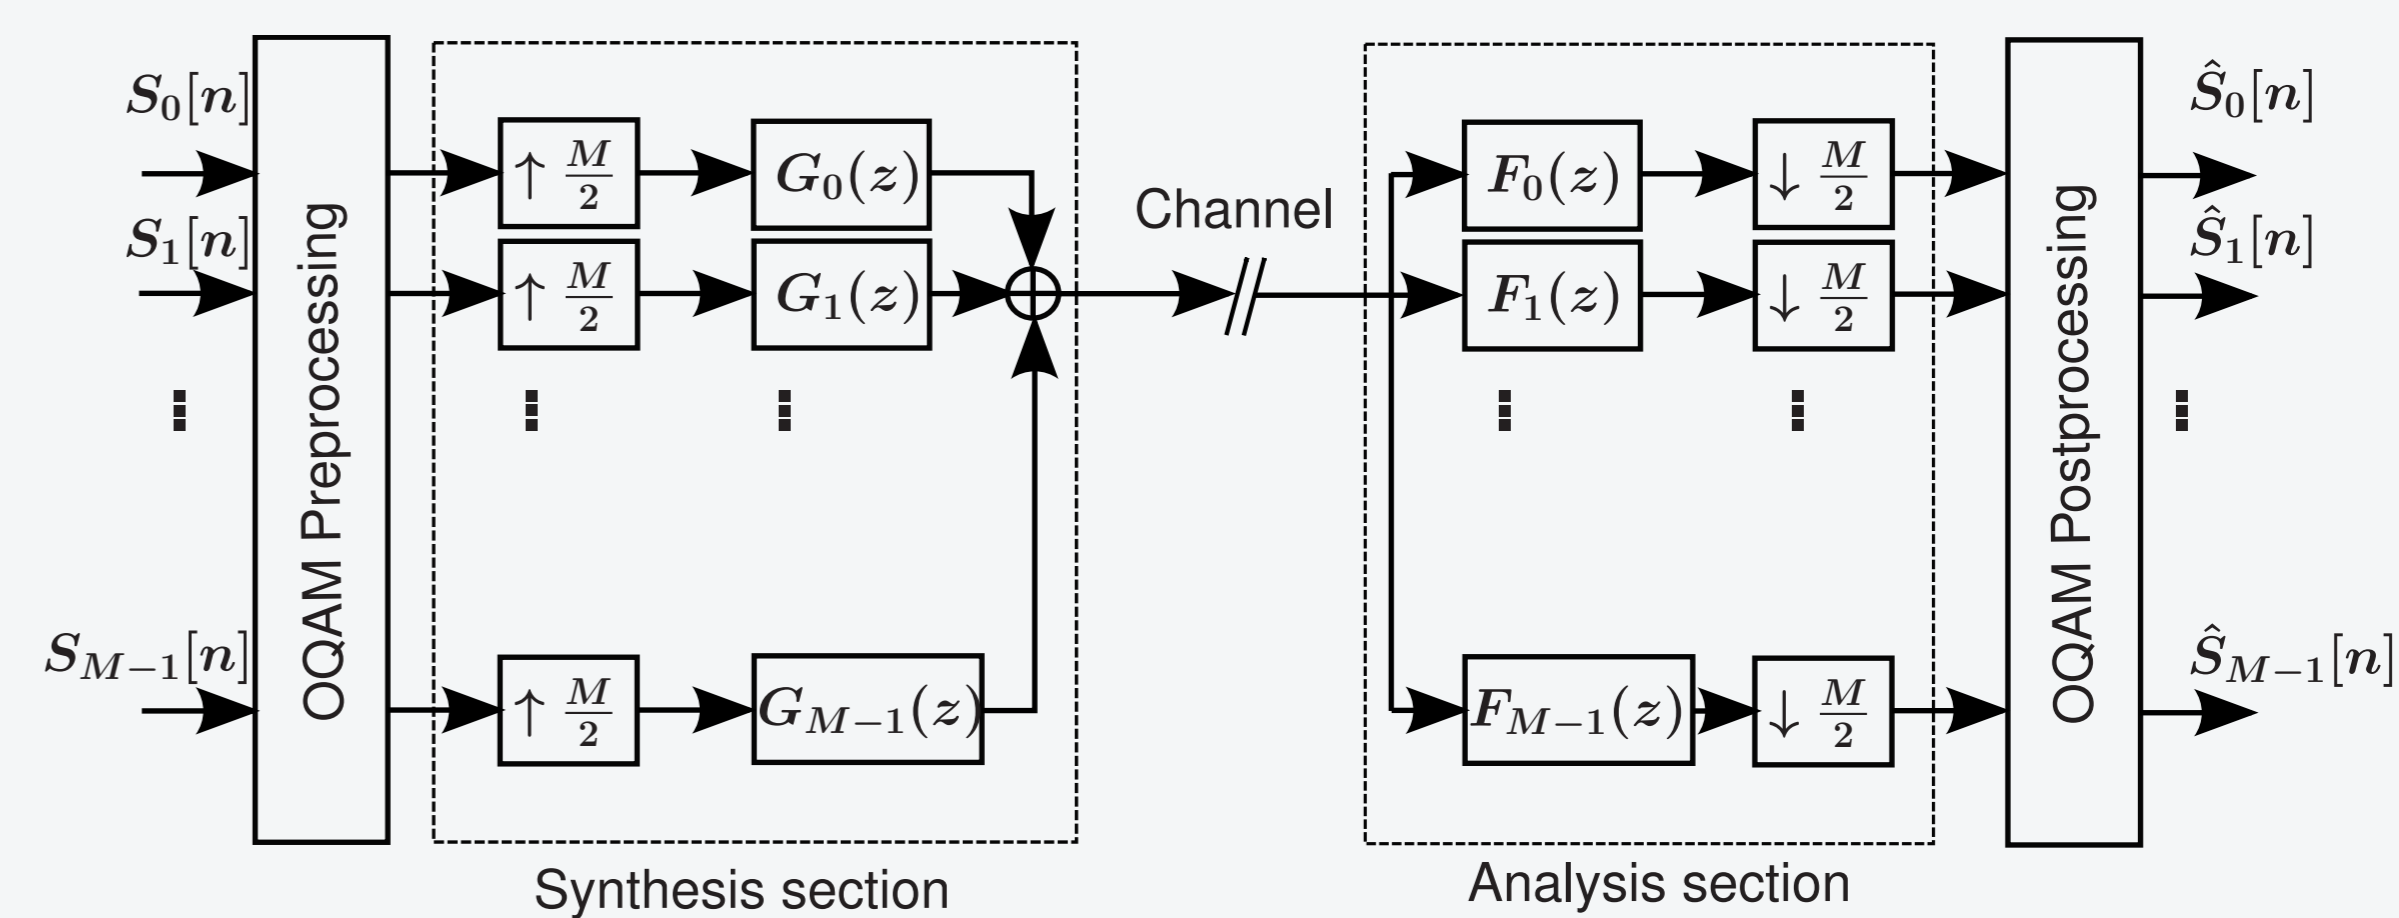 S_0[n]
S_1[n]
⋮
S_{M−1}[n]
OQAM Preprocessing
↑ M/2
G_0(z)
↑ M/2
G_1(z)
⋮ ⋮
↑ M/2
G_{M−1}(z)
Synthesis section
Channel
F_0(z)
↓ M/2
F_1(z)
↓ M/2
⋮ ⋮
F_{M−1}(z)
↓ M/2
Analysis section
OQAM Postprocessing
Ŝ_0[n]
Ŝ_1[n]
⋮
Ŝ_{M−1}[n]